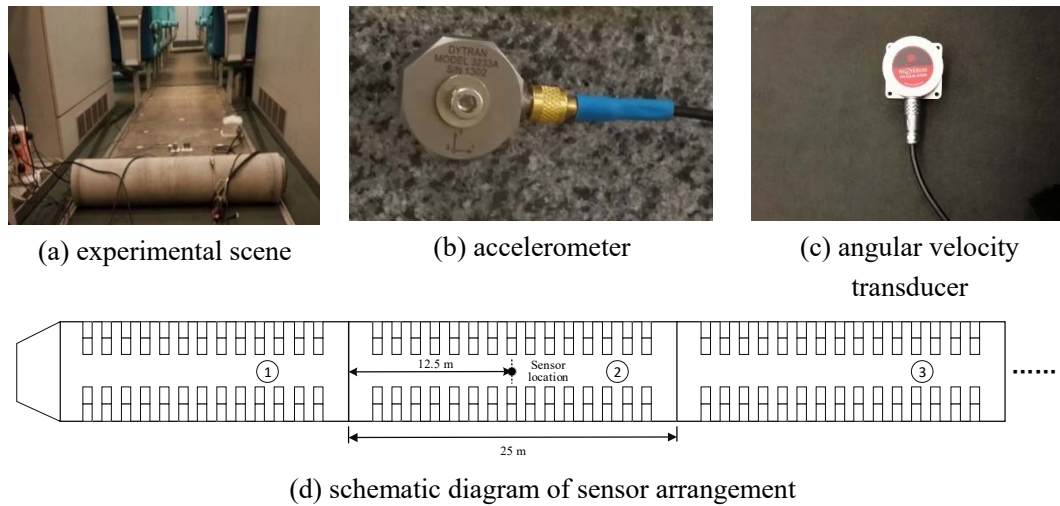 DYTRAN
MODEL 3233A
S/N 1302
(a) experimental scene
(b) accelerometer
(c) angular velocity
transducer
12.5 m
Sensor
location
1
2
3
......
25 m
(d) schematic diagram of sensor arrangement